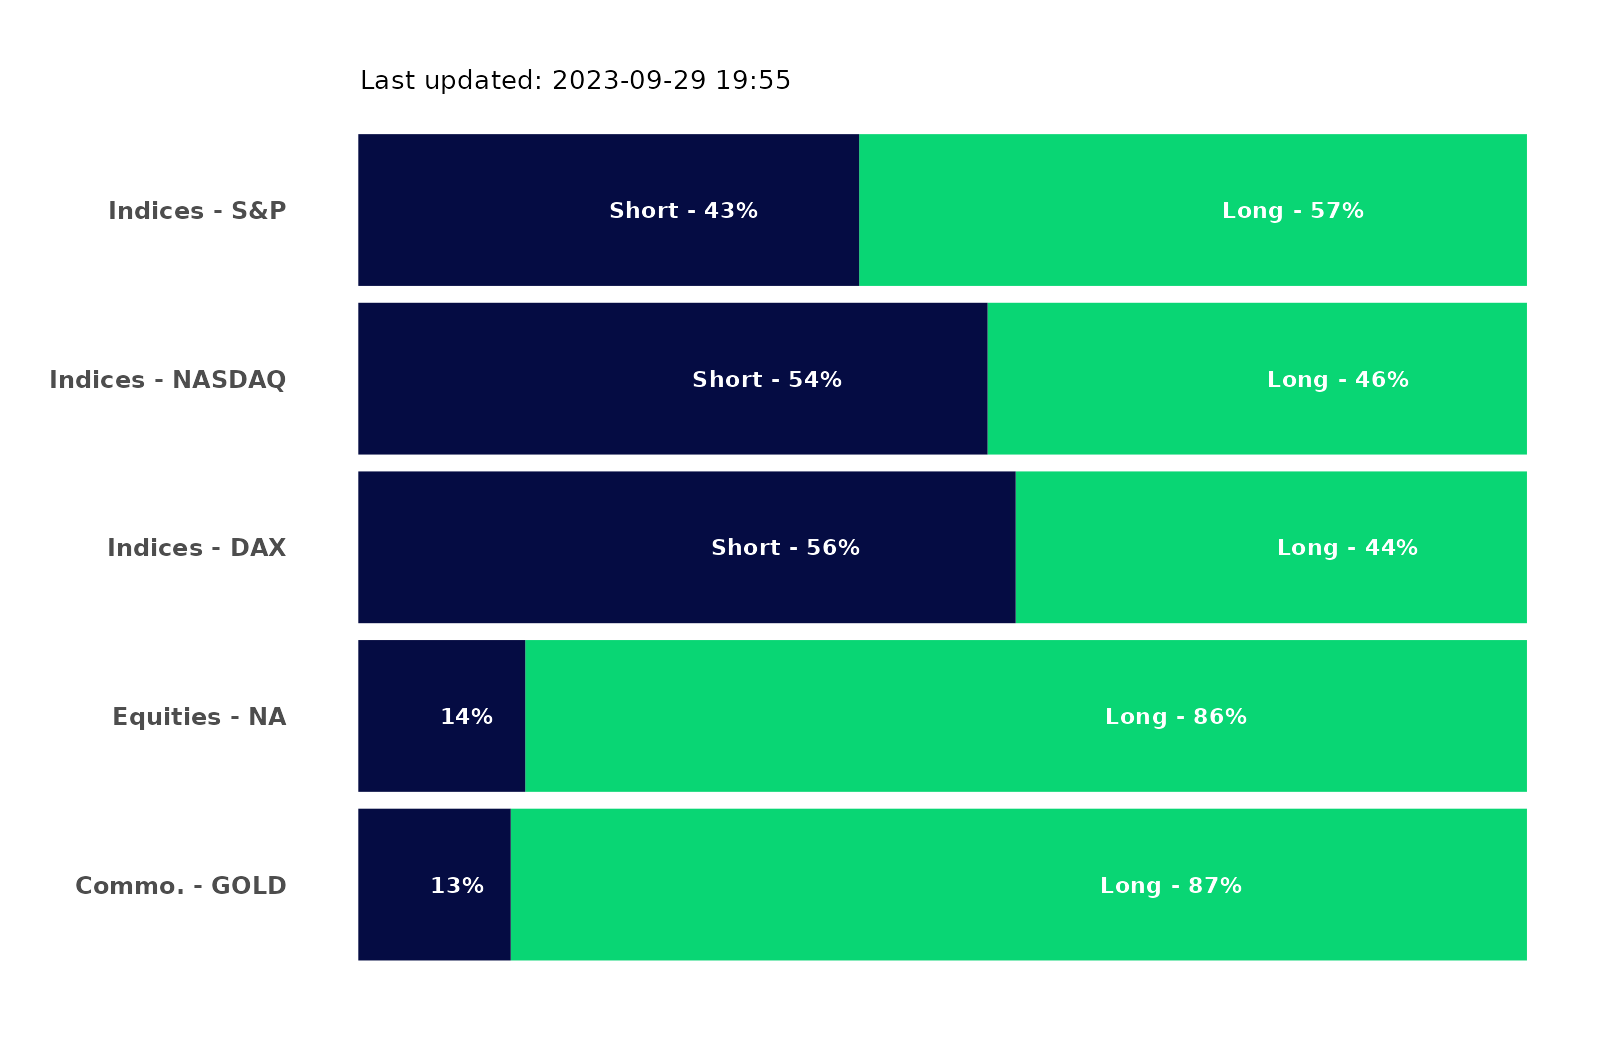 Last updated: 2023-09-29 19:55
Indices - S&P Short - 43% Long - 57%
Indices - NASDAQ Short - 54% Long - 46%
Indices - DAX Short - 56% Long - 44%
Equities - NA 14% Long - 86%
Commo. - GOLD 13% Long - 87%